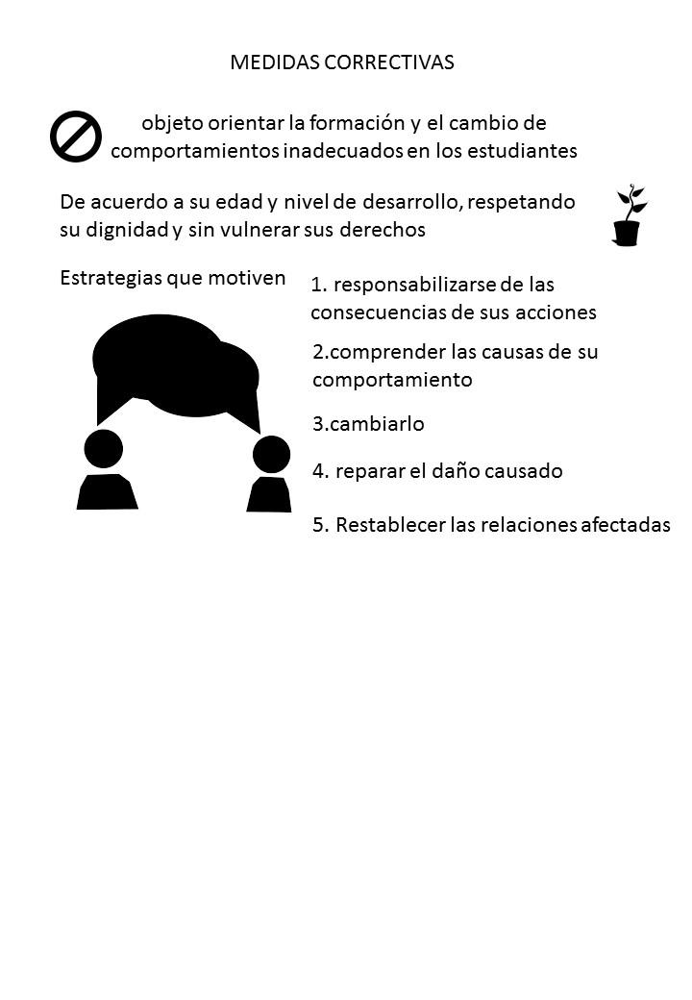 MEDIDAS CORRECTIVAS
objeto orientar la formación y el cambio de
comportamientos inadecuados en los estudiantes
De acuerdo a su edad y nivel de desarrollo, respetando
su dignidad y sin vulnerar sus derechos
Estrategias que motiven
1. responsabilizarse de las
consecuencias de sus acciones
2.comprender las causas de su
comportamiento
3.cambiarlo
4. reparar el daño causado
5. Restablecer las relaciones afectadas